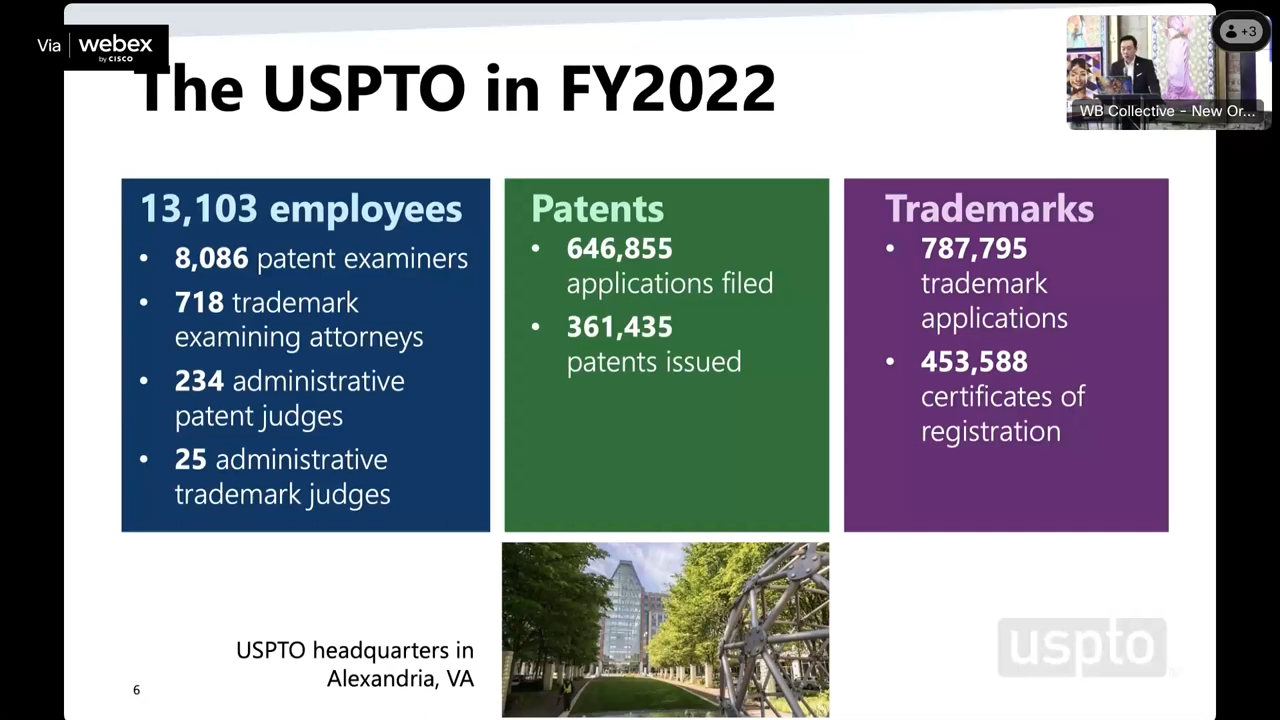 Via webex
by CISCO
+3
WB Collective - New Or...
The USPTO in FY2022
13,103 employees
• 8,086 patent examiners
• 718 trademark
examining attorneys
• 234 administrative
patent judges
• 25 administrative
trademark judges
Patents
• 646,855
applications filed
• 361,435
patents issued
Trademarks
• 787,795
trademark
applications
• 453,588
certificates of
registration
USPTO headquarters in
Alexandria, VA
6
uspto